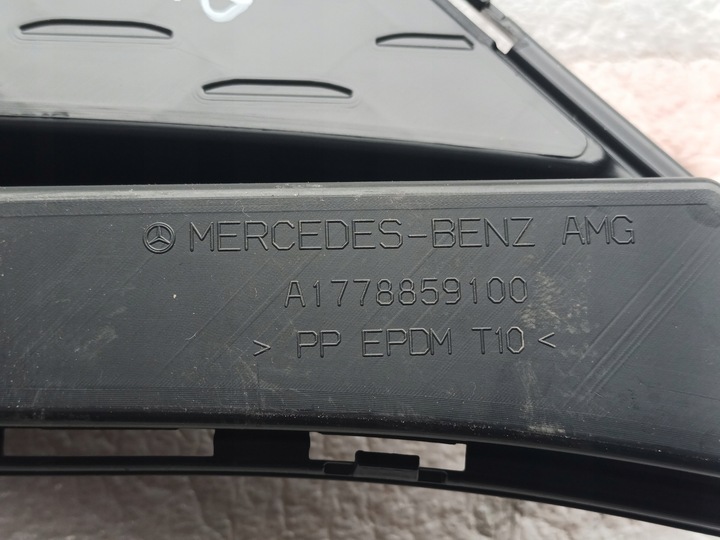 MERCEDES-BENZ AMG
A1778859100
> PP EPDM T10 <